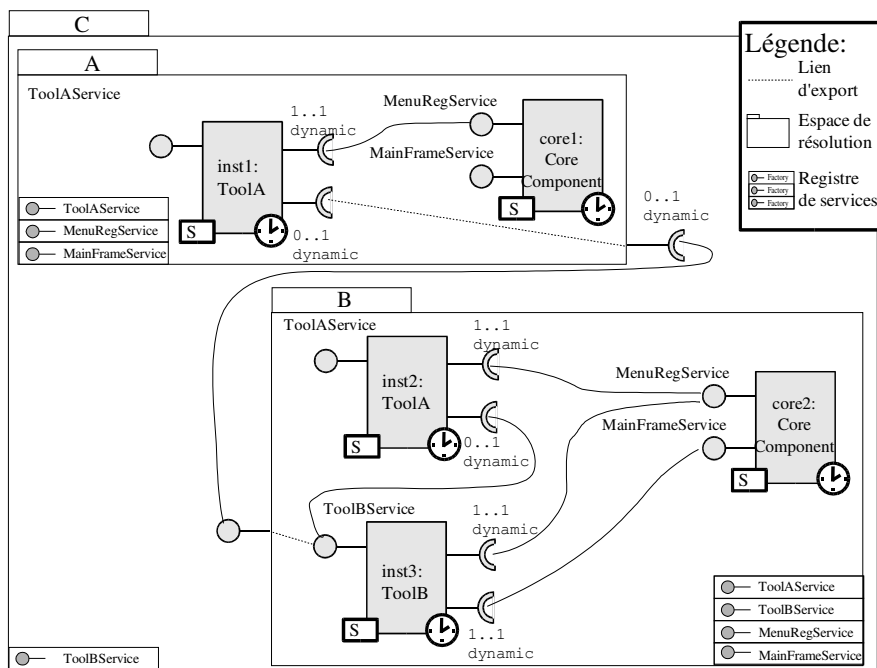 C
A
ToolAService
1..1
dynamic
MenuRegService
MainFrameService
inst1:
ToolA
core1:
Core
Component
S
S
0..1
dynamic
0..1
dynamic
ToolAService
MenuRegService
MainFrameService
Légende:
Lien
d'export
Espace de
résolution
Factory
Factory
Factory
Registre
de services
B
ToolAService
1..1
dynamic
inst2:
ToolA
S
0..1
dynamic
MenuRegService
MainFrameService
core2:
Core
Component
S
ToolBService
1..1
dynamic
inst3:
ToolB
S
1..1
dynamic
ToolAService
ToolBService
MenuRegService
MainFrameService
ToolBService